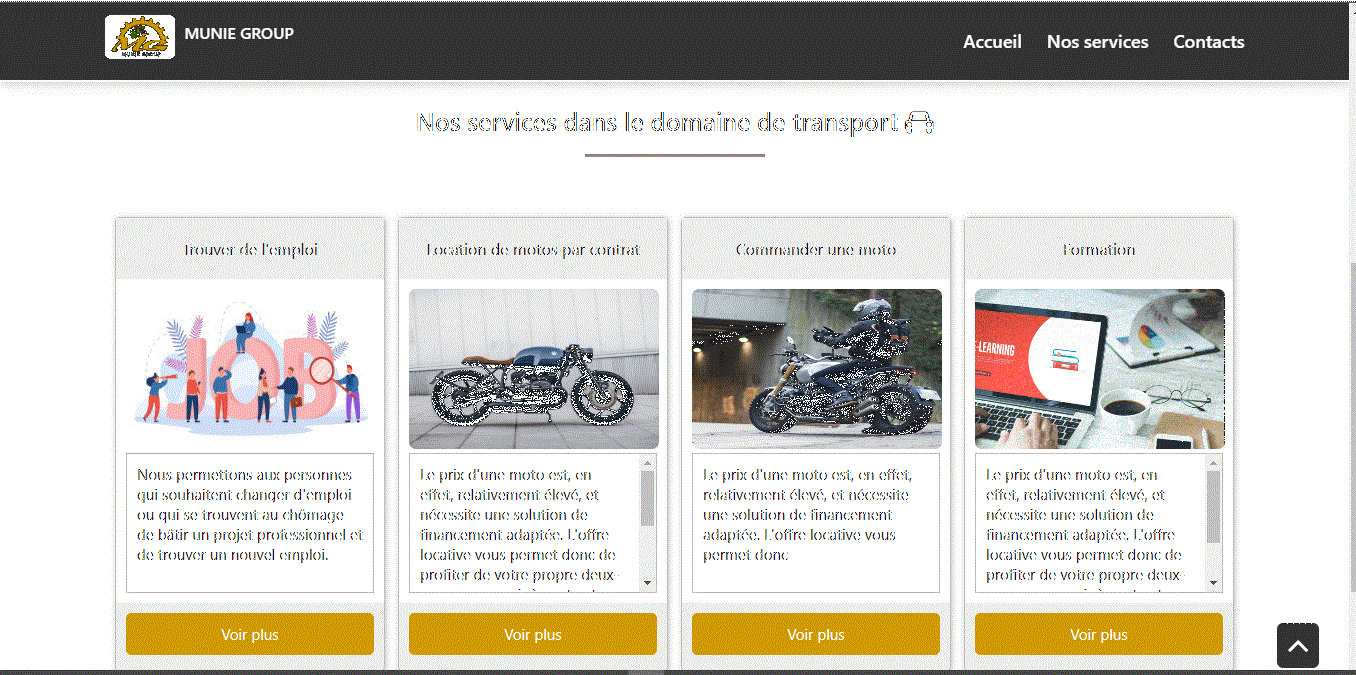 MUNIE GROUP
MUNIE GROUP
Accueil Nos services Contacts
Nos services dans le domaine de transport
Trouver de l'emploi
Location de motos par contrat
Commander une moto
Formation
JOB
E-LEARNING
Nous permettons aux personnes
qui souhaitent changer d'emploi
ou qui se trouvent au chômage
de bâtir un projet professionnel et
de trouver un nouvel emploi.
Le prix d'une moto est, en
effet, relativement élevé, et
nécessite une solution de
financement adaptée. L'offre
locative vous permet donc de
profiter de votre propre deux-
Le prix d'une moto est, en effet,
relativement élevé, et nécessite
une solution de financement
adaptée. L'offre locative vous
permet donc
Le prix d'une moto est, en
effet, relativement élevé, et
nécessite une solution de
financement adaptée. L'offre
locative vous permet donc de
profiter de votre propre deux-
Voir plus
Voir plus
Voir plus
Voir plus